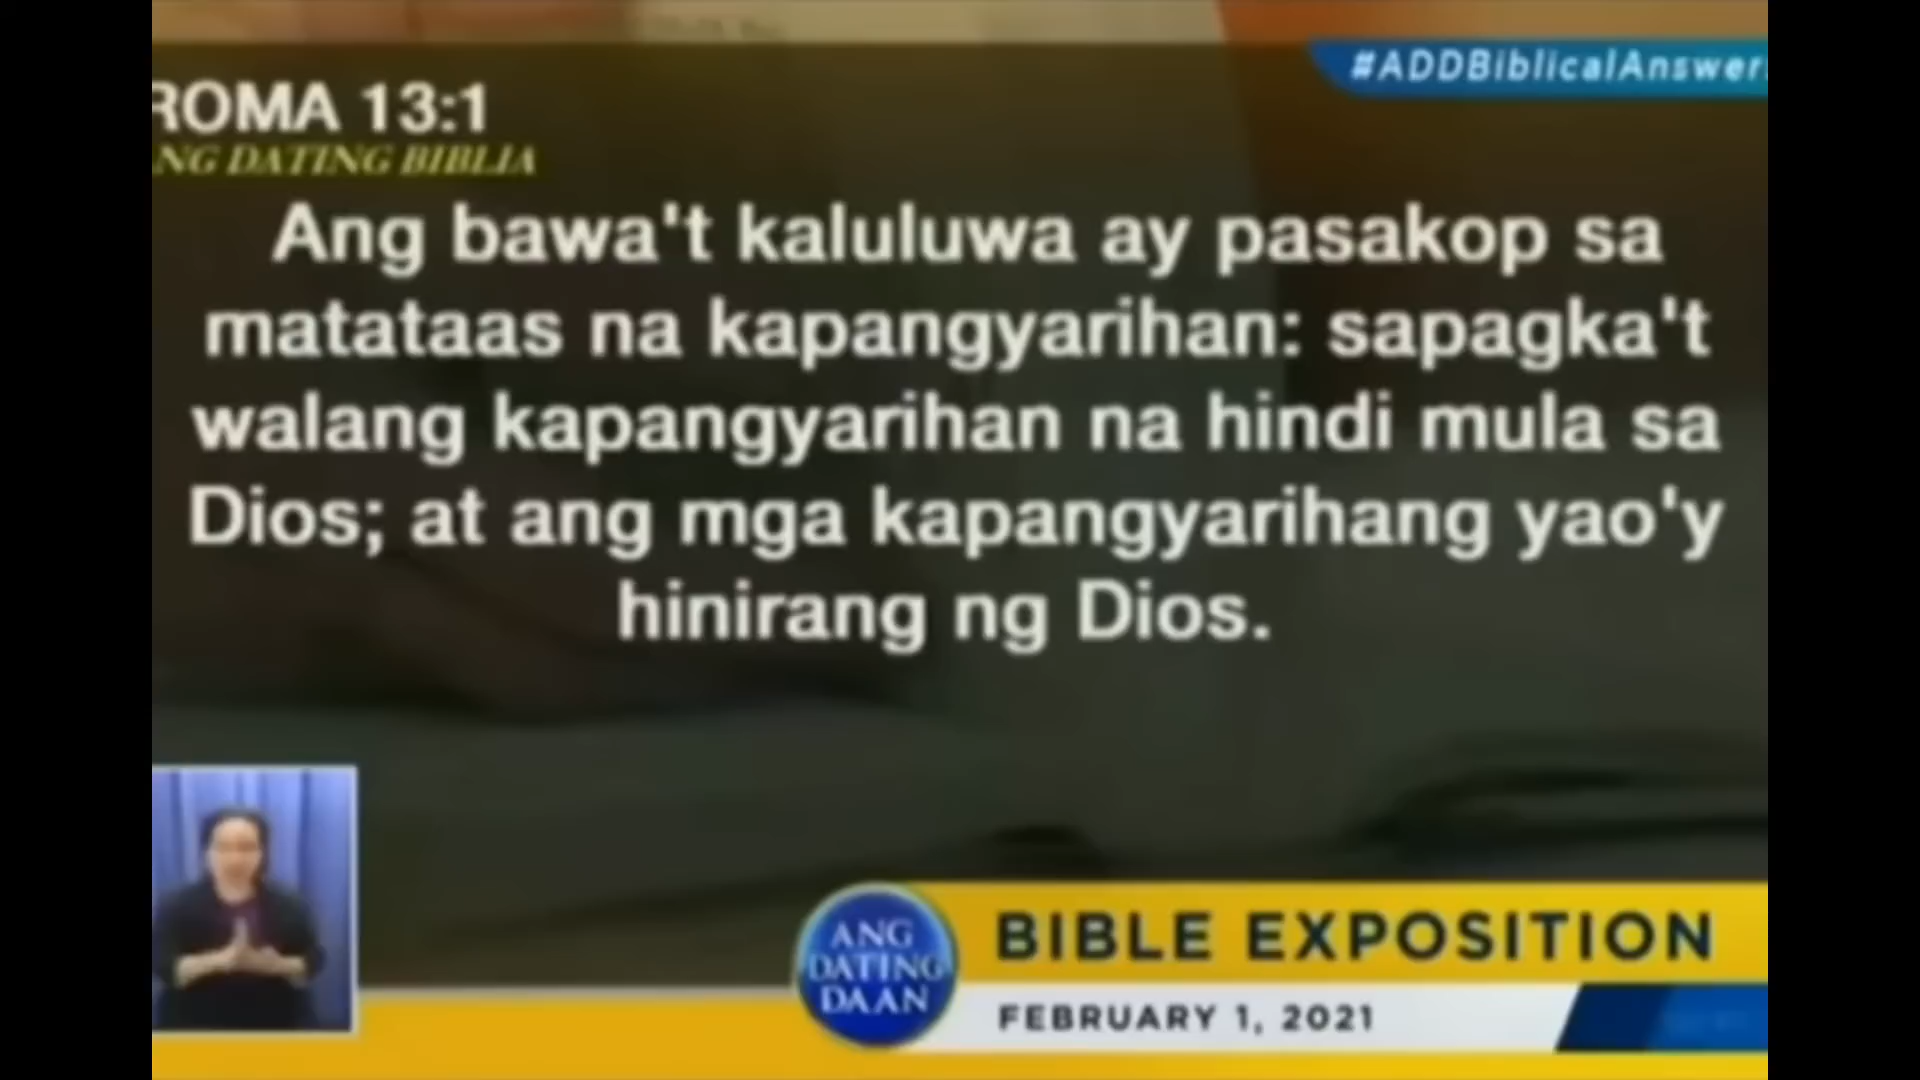 ROMA 13:1
#ADDBiblicalAnswer
NG DATING BIBLIA
Ang bawa't kaluluwa ay pasakop sa
matataas na kapangyarihan: sapagka't
walang kapangyarihan na hindi mula sa
Dios; at ang mga kapangyarihang yao'y
hinirang ng Dios.
ANG
DATING
DAAN
BIBLE EXPOSITION
FEBRUARY 1, 2021